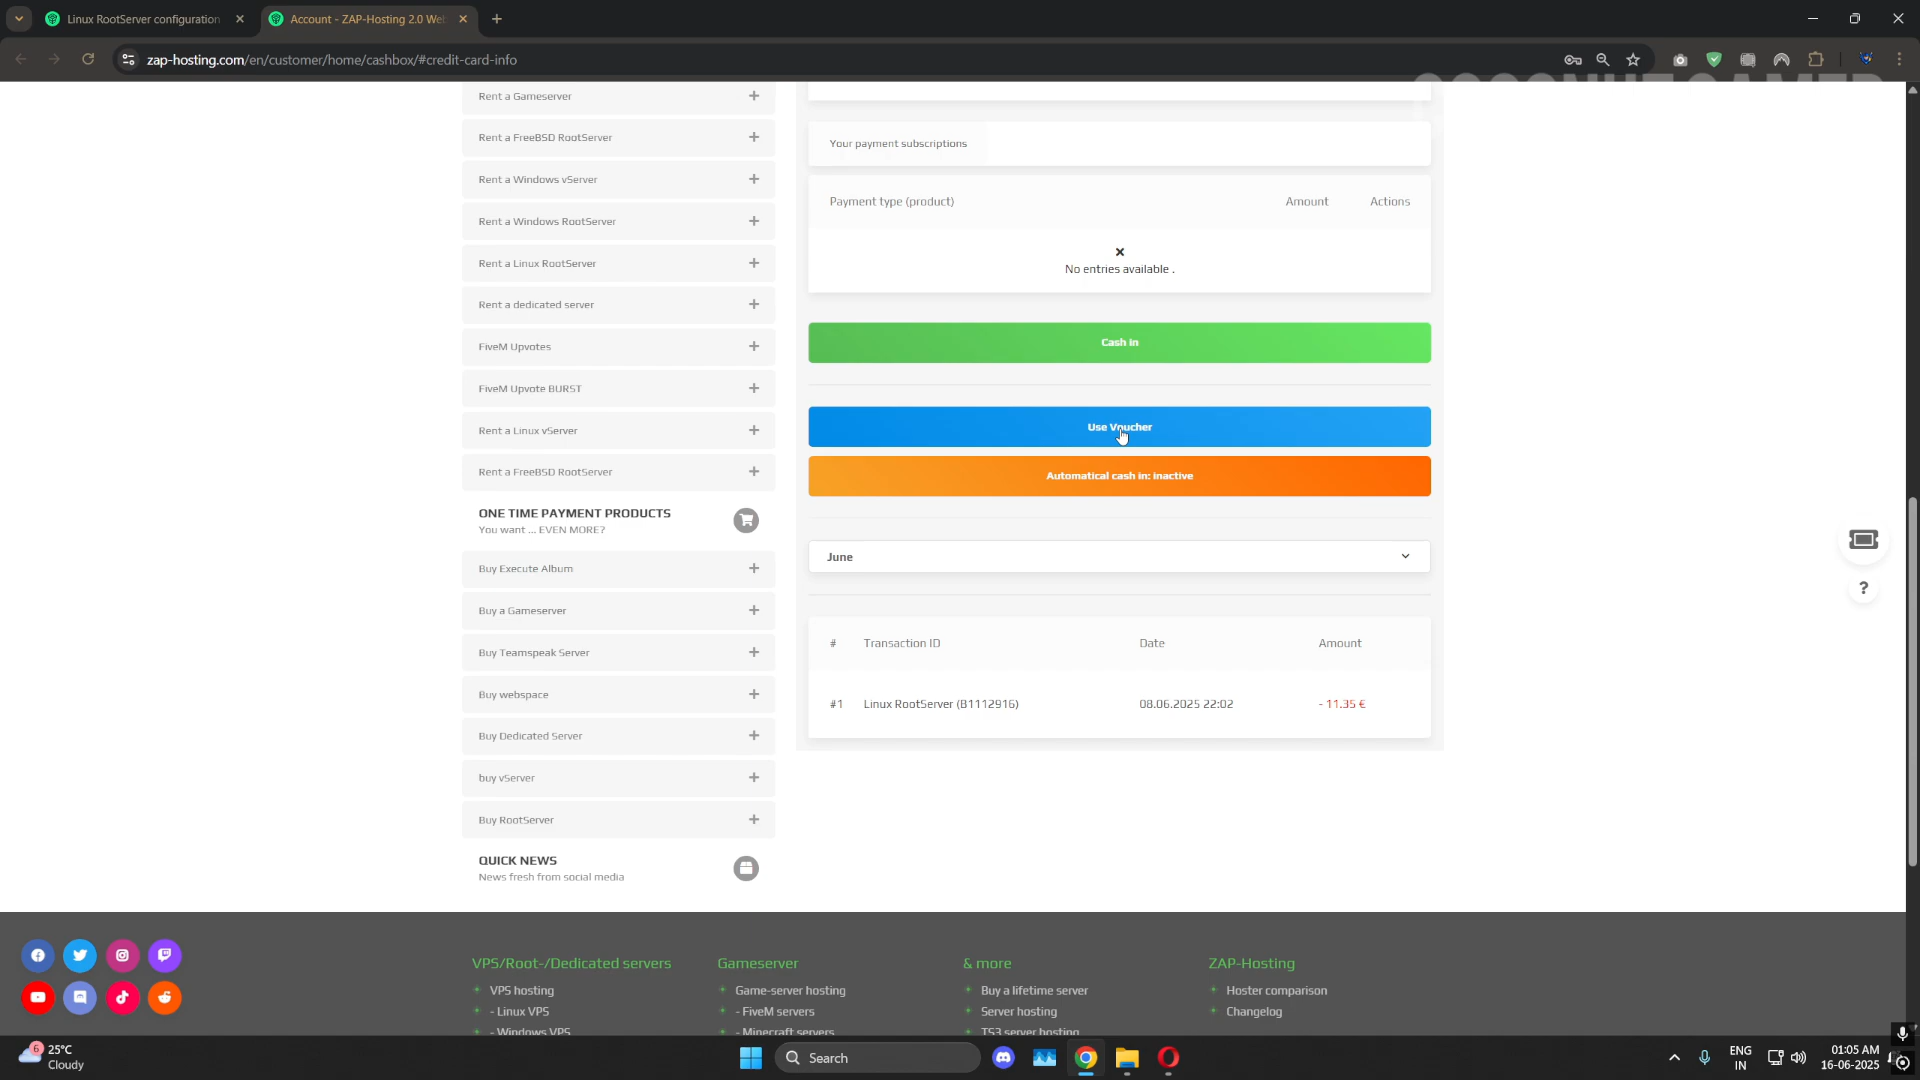 Linux RootServer configuration
Account - ZAP-Hosting 2.0 Web
zap-hosting.com/en/customer/home/cashbox/#credit-card-info
Rent a Gameserver
Rent a FreeBSD RootServer
Rent a Windows vServer
Rent a Windows RootServer
Rent a Linux RootServer
Rent a dedicated server
FiveM Upvotes
FiveM Upvote BURST
Rent a Linux vServer
Rent a FreeBSD RootServer
ONE TIME PAYMENT PRODUCTS
You want ... EVEN MORE?
Buy Execute Album
Buy a Gameserver
Buy Teamspeak Server
Buy webspace
Buy Dedicated Server
buy vServer
Buy RootServer
QUICK NEWS
News fresh from social media
Your payment subscriptions
Payment type (product) Amount Actions
No entries available .
Cash in
Use Voucher
Automatical cash in: inactive
June
# Transaction ID Date Amount
#1 Linux RootServer (B1112916) 08.06.2025 22:02 - 11.35 €
?
VPS/Root-/Dedicated servers
VPS hosting
- Linux VPS
- Windows VPS
Gameserver
Game-server hosting
- FiveM servers
- Minecraft servers
& more
Buy a lifetime server
Server hosting
TS3 server hosting
ZAP-Hosting
Hoster comparison
Changelog
6
25°C
Cloudy
Search
ENG
IN
01:05 AM
16-06-2025